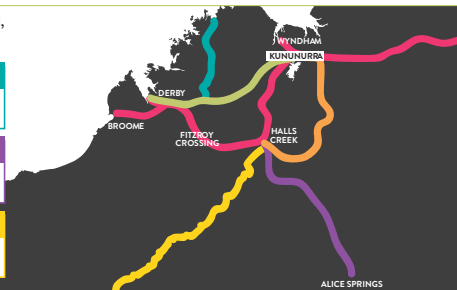 WYNDHAM
KUNUNURRA
DERBY
BROOME
FITZROY
CROSSING
HALLS
CREEK
ALICE SPRINGS